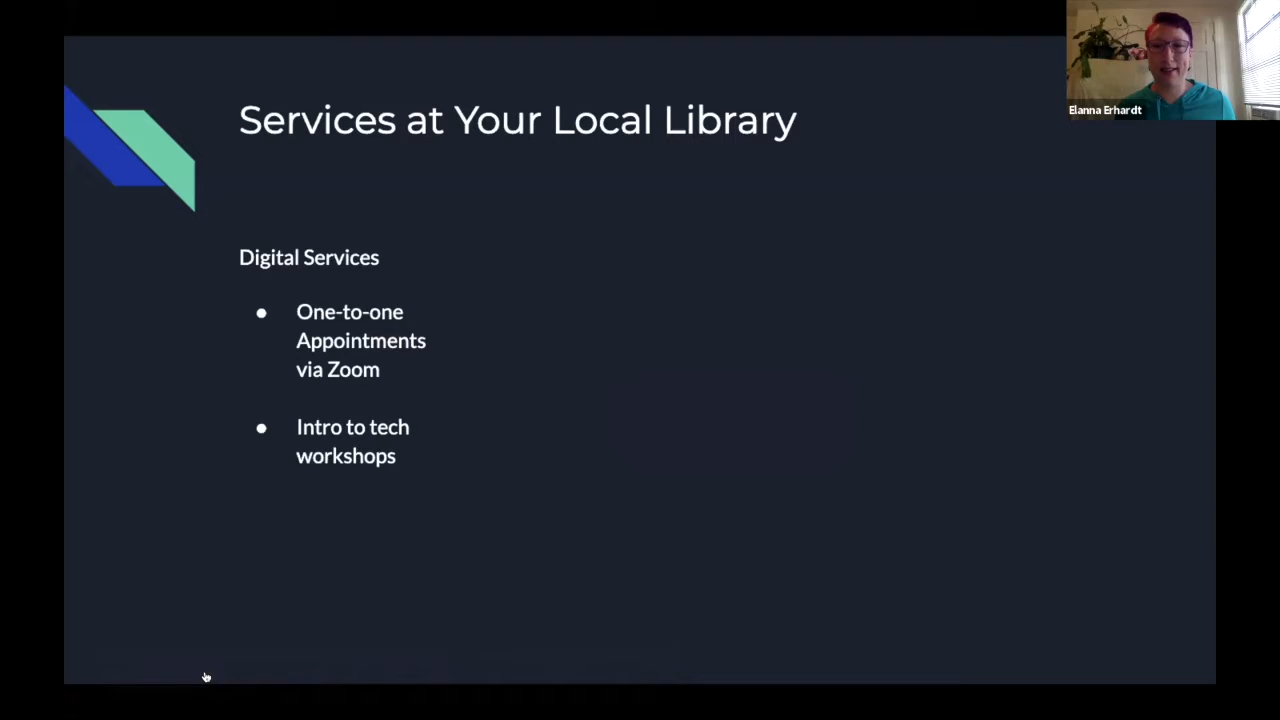 Services at Your Local Library
Elanna Erhardt
Digital Services
● One-to-one
Appointments
via Zoom
● Intro to tech
workshops